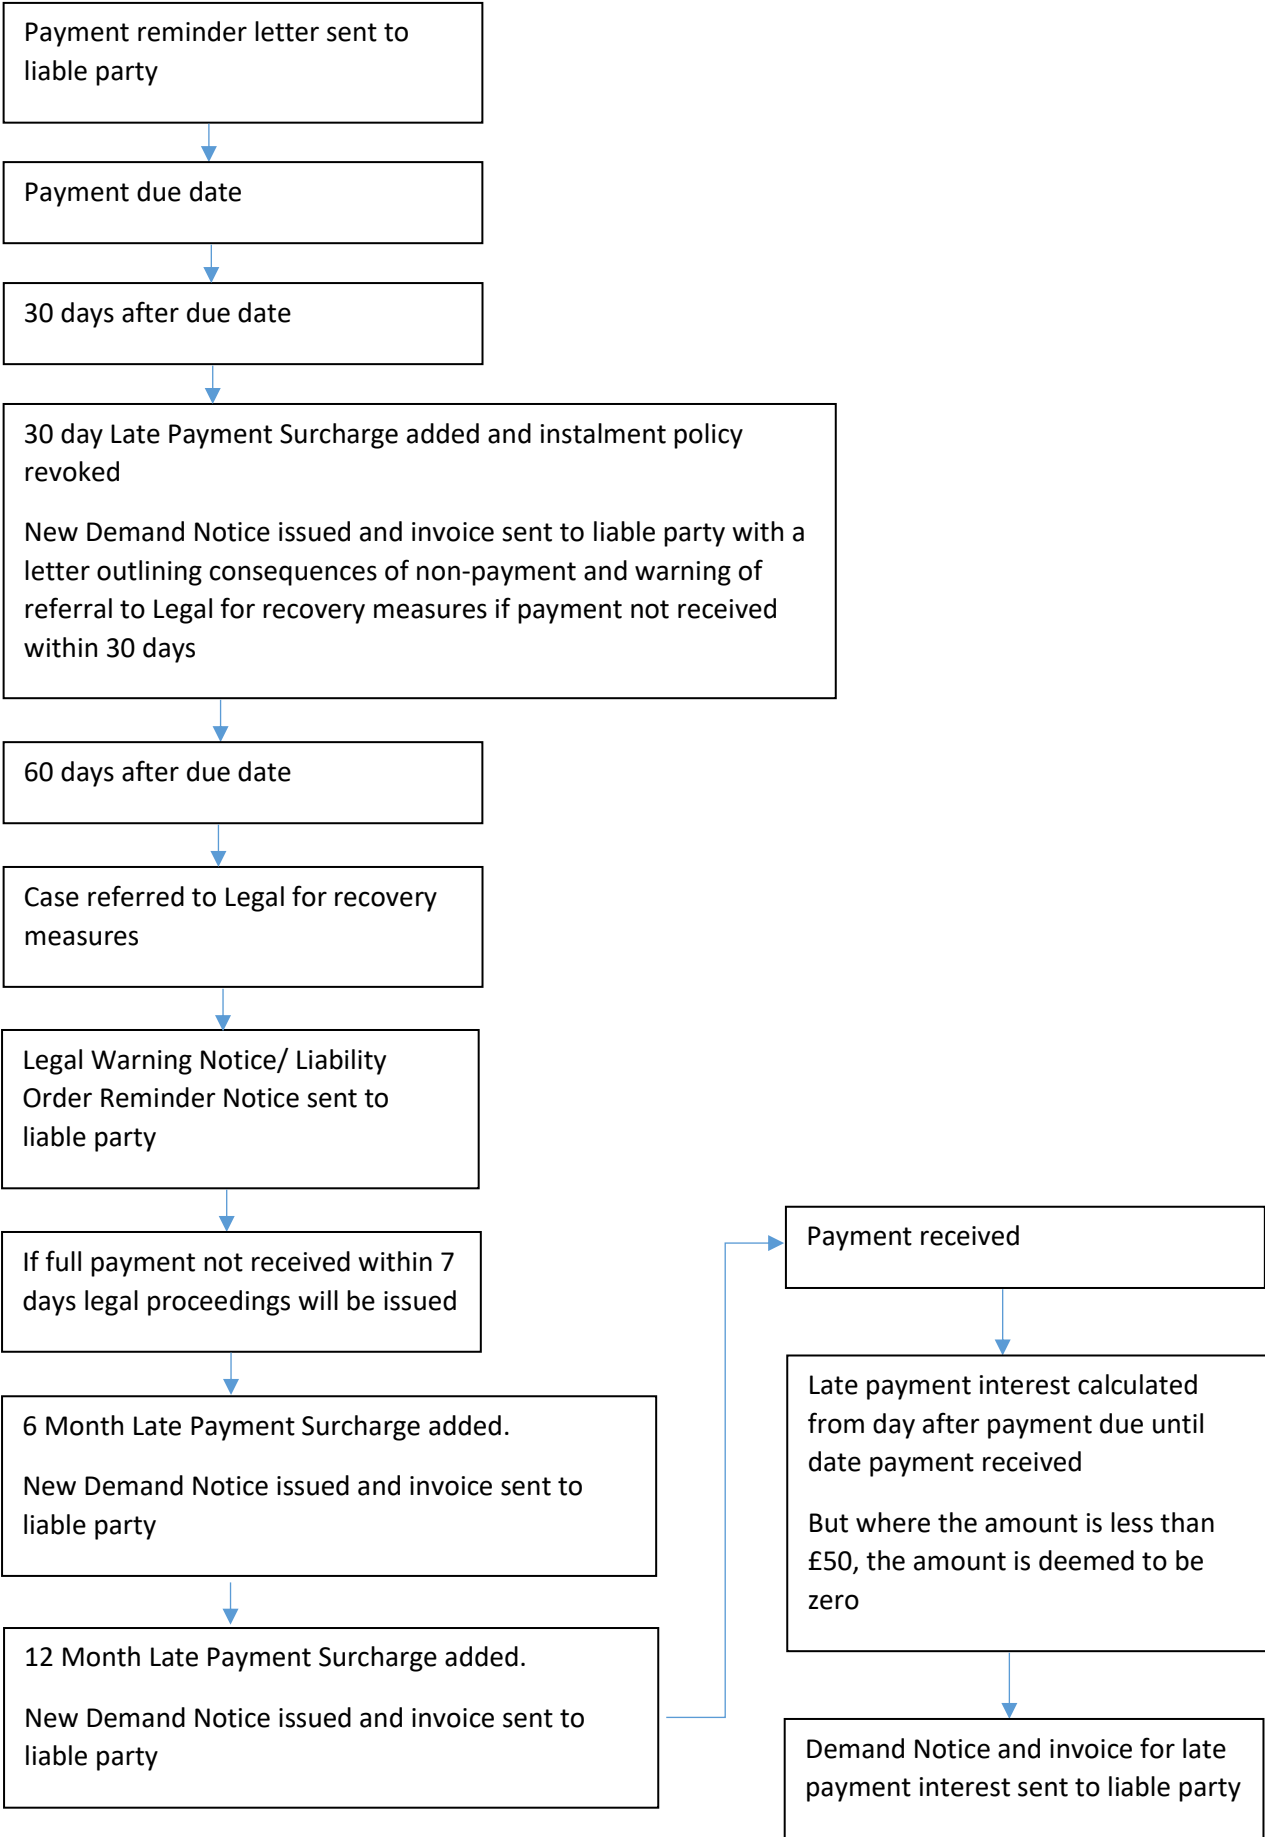 Payment reminder letter sent to
liable party
Payment due date
30 days after due date
30 day Late Payment Surcharge added and instalment policy
revoked
New Demand Notice issued and invoice sent to liable party with a
letter outlining consequences of non-payment and warning of
referral to Legal for recovery measures if payment not received
within 30 days
60 days after due date
Case referred to Legal for recovery
measures
Legal Warning Notice/ Liability
Order Reminder Notice sent to
liable party
If full payment not received within 7
days legal proceedings will be issued
6 Month Late Payment Surcharge added.
New Demand Notice issued and invoice sent to
liable party
12 Month Late Payment Surcharge added.
New Demand Notice issued and invoice sent to
liable party
Payment received
Late payment interest calculated
from day after payment due until
date payment received
But where the amount is less than
£50, the amount is deemed to be
zero
Demand Notice and invoice for late
payment interest sent to liable party